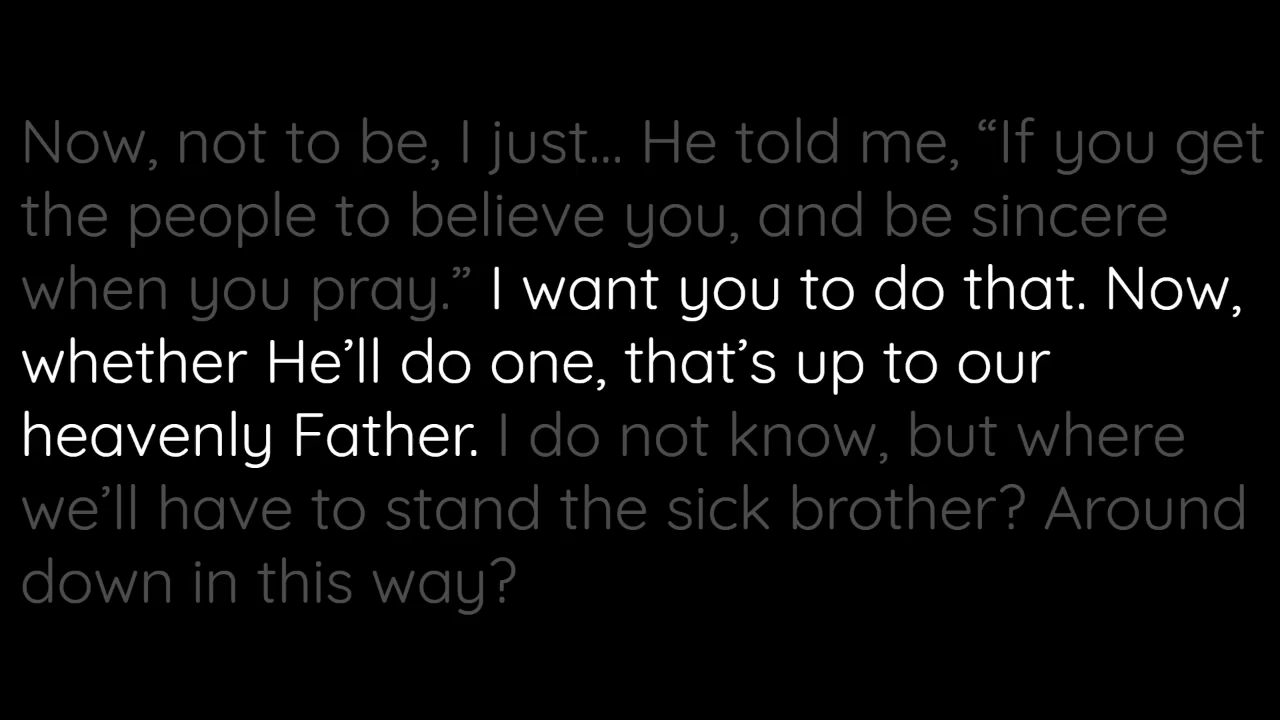 Now, not to be, I just... He told me, “If you get
the people to believe you, and be sincere
when you pray.” I want you to do that. Now,
whether He’ll do one, that’s up to our
heavenly Father. I do not know, but where
we’ll have to stand the sick brother? Around
down in this way?